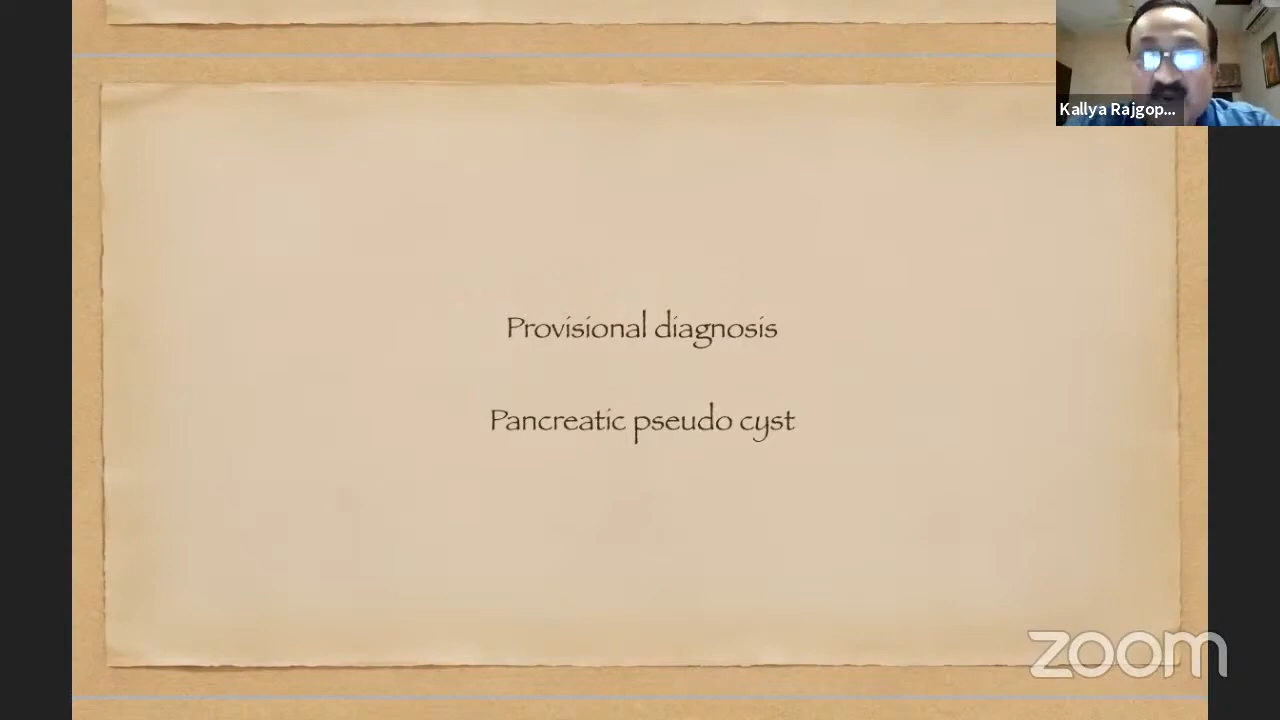 Kallya Rajgop...
Provisional diagnosis
Pancreatic pseudo cyst
zoom